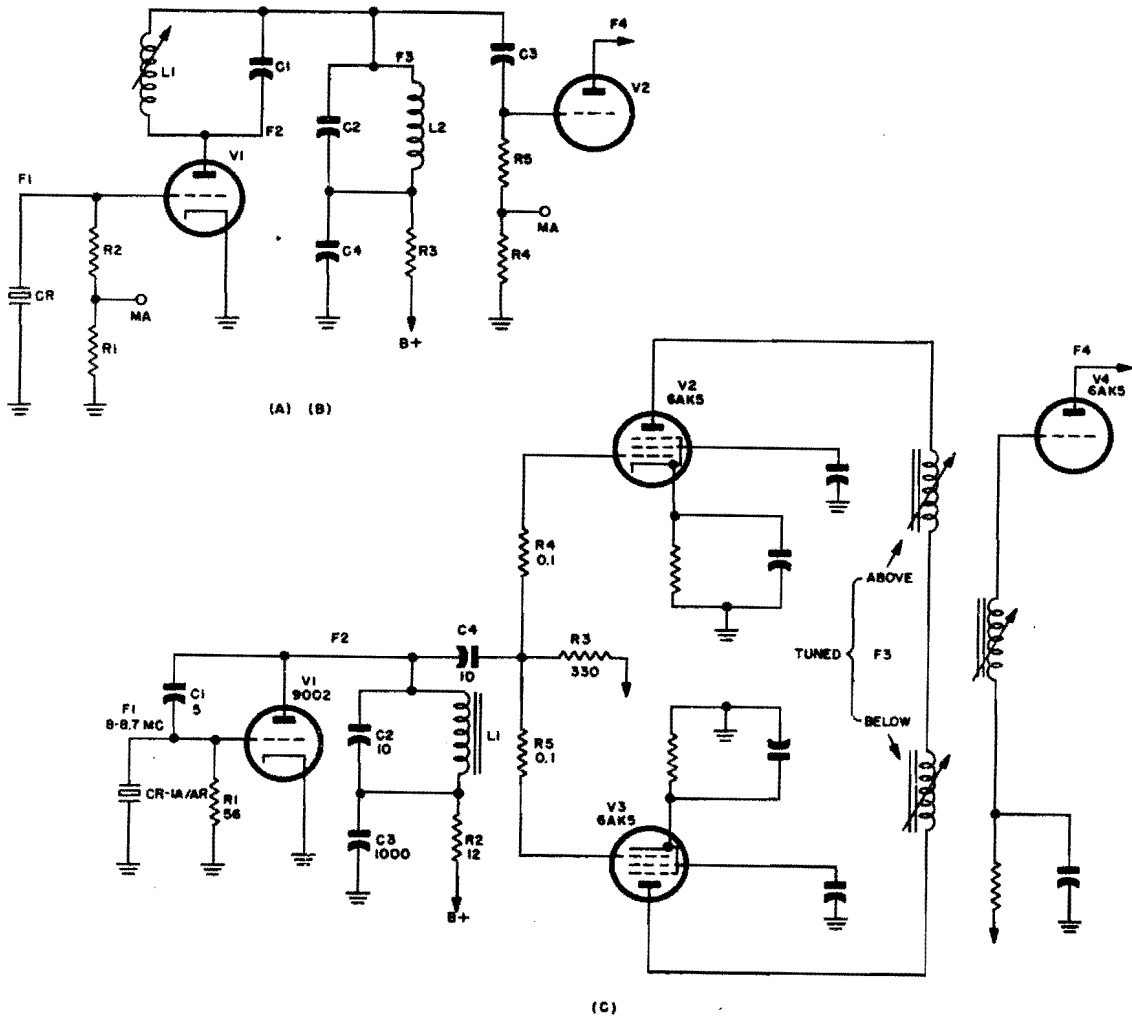 F4
C3
F3
L1
C1
V2
C2
L2
F2
R5
V1
F1
MA
R2
C4
R3
R4
CR
MA
R1
B+
(A) (B)
F4
V4
6AK5
V2
6AK5
R4
0.1
ABOVE
F2
C4
R3
TUNED
F3
10
330
C1
5
V1
9002
F1
8-8.7 MC
BELOW
C2
10
L1
R5
0.1
CR-1A/AR
R1
56
V3
6AK5
C3
1000
R2
12
B+
(C)